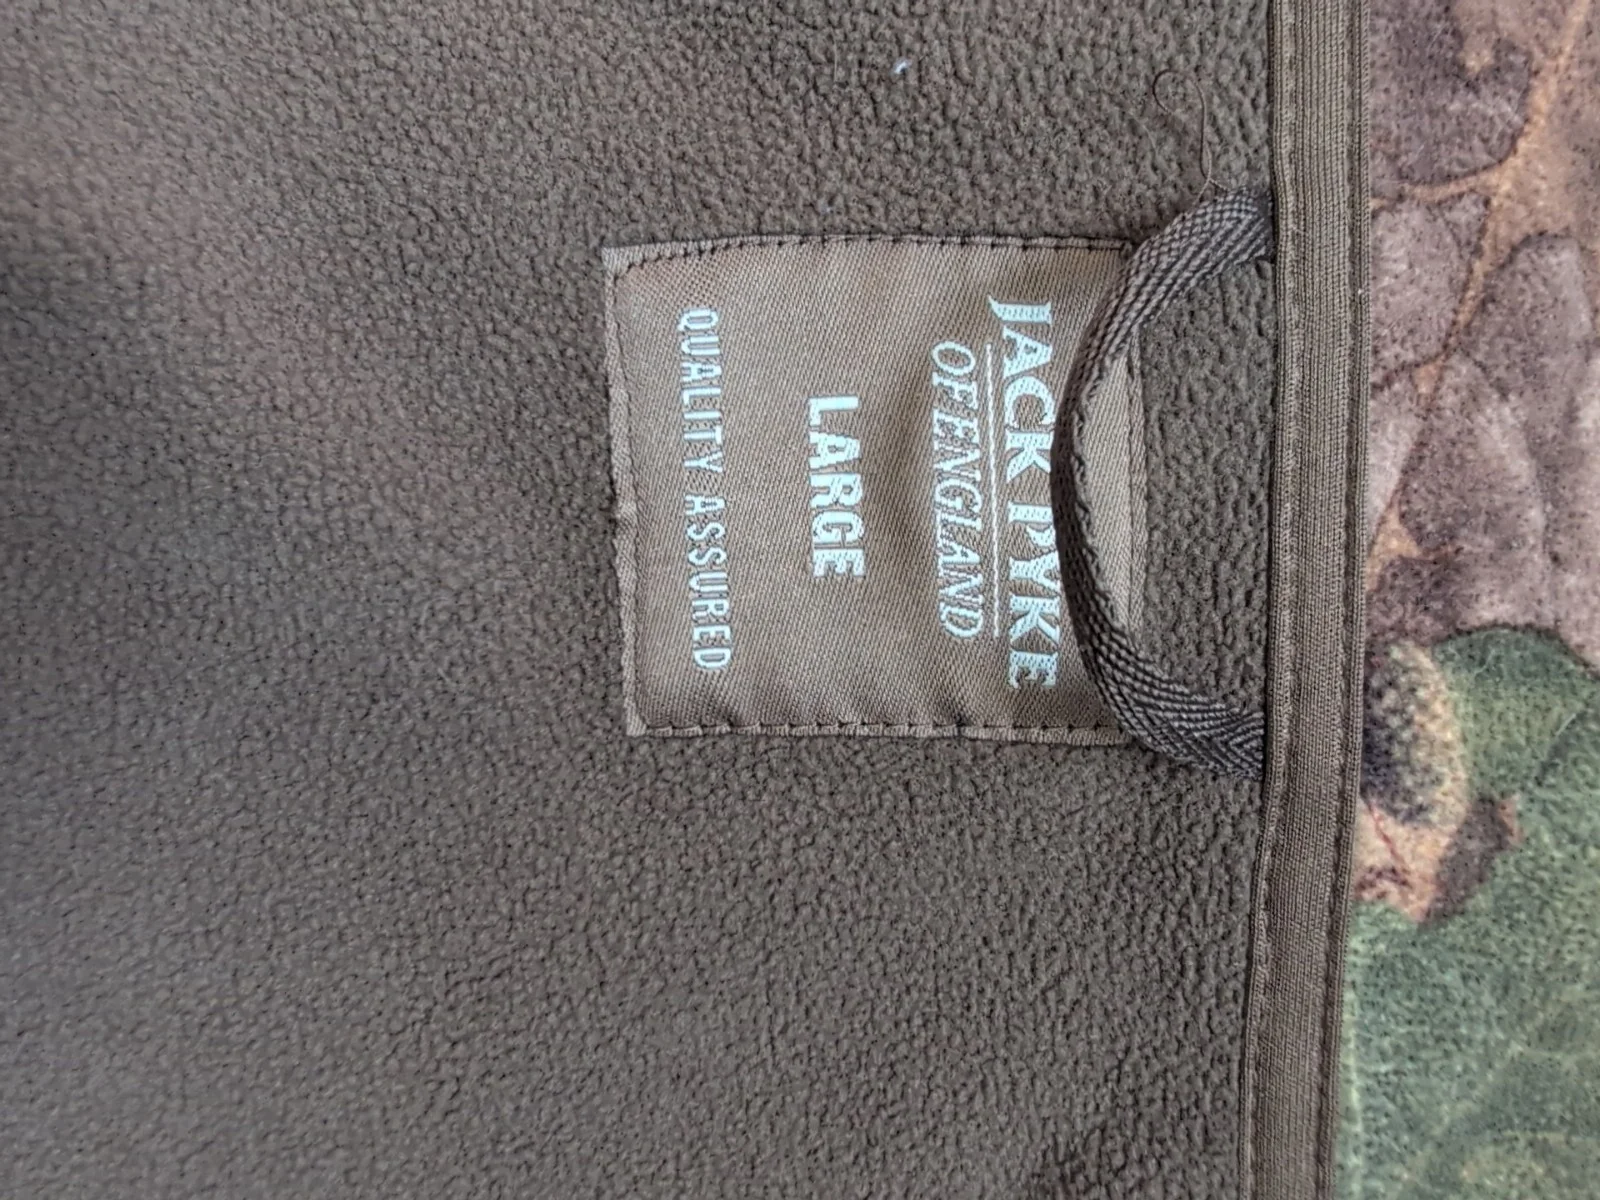 JACK PYKE
OF ENGLAND
LARGE
QUALITY ASSURED